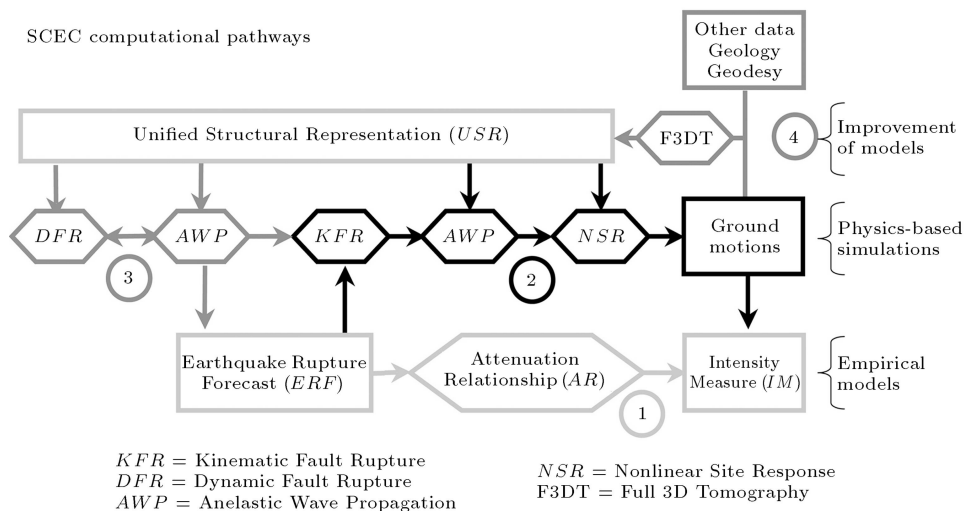 SCEC computational pathways
Other data
Geology
Geodesy
Unified Structural Representation (USR)
F3DT
4
Improvement
of models
DFR
AWP
KFR
AWP
NSR
Ground
motions
Physics-based
simulations
3
2
Earthquake Rupture
Forecast (ERF)
Attenuation
Relationship (AR)
Intensity
Measure (IM)
Empirical
models
1
KFR = Kinematic Fault Rupture
DFR = Dynamic Fault Rupture
AWP = Anelastic Wave Propagation
NSR = Nonlinear Site Response
F3DT = Full 3D Tomography